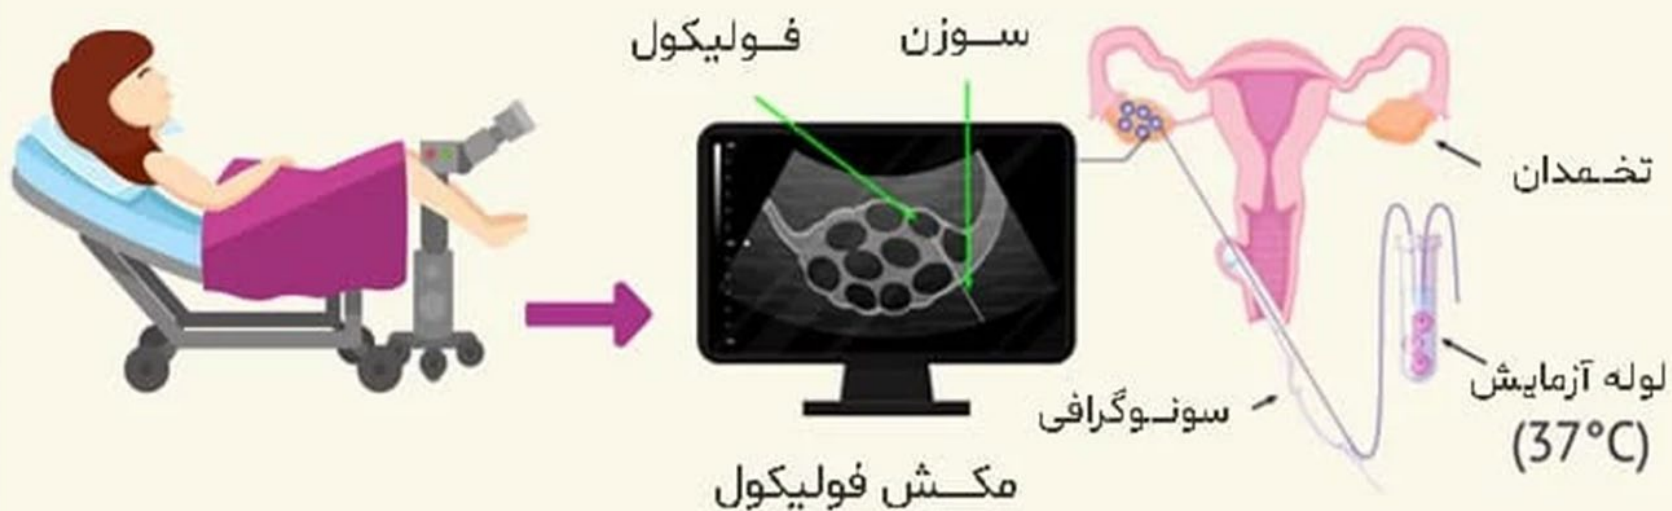 فولیکول
سوزن
تخمدان
لوله آزمایش
(37°C)
سونوگرافی
مکش فولیکول